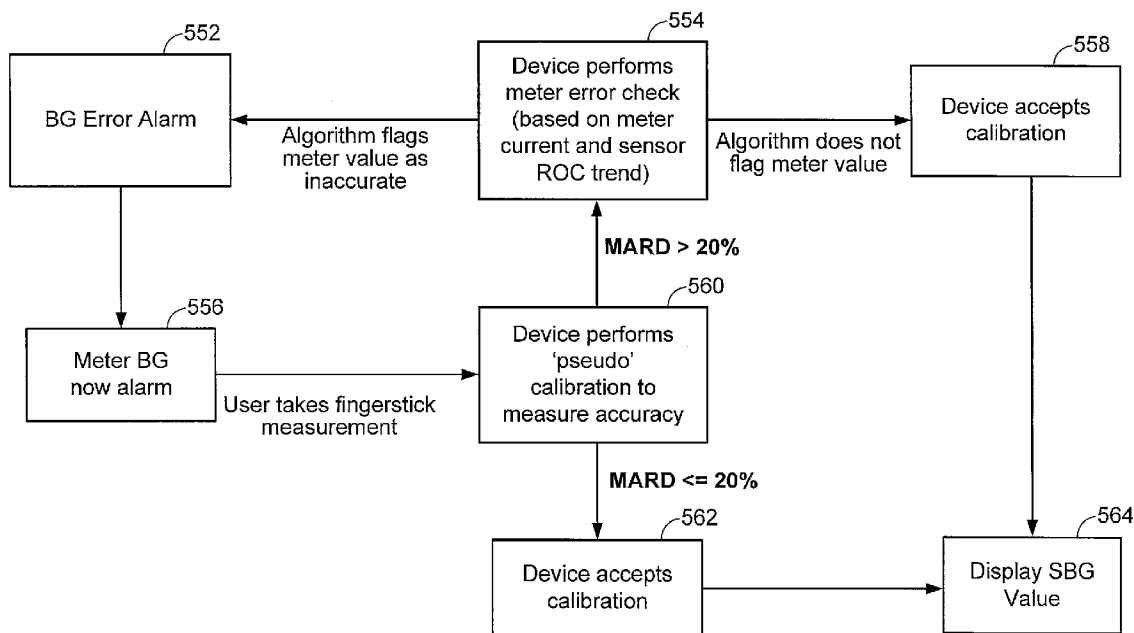 552
BG Error Alarm
554
Device performs
meter error check
(based on meter
current and sensor
ROC trend)
558
Device accepts
calibration
Algorithm flags
meter value as
inaccurate
Algorithm does not
flag meter value
MARD > 20%
556
Meter BG
now alarm
User takes fingerstick
measurement
560
Device performs
'pseudo'
calibration to
measure accuracy
MARD <= 20%
562
Device accepts
calibration
564
Display SBG
Value